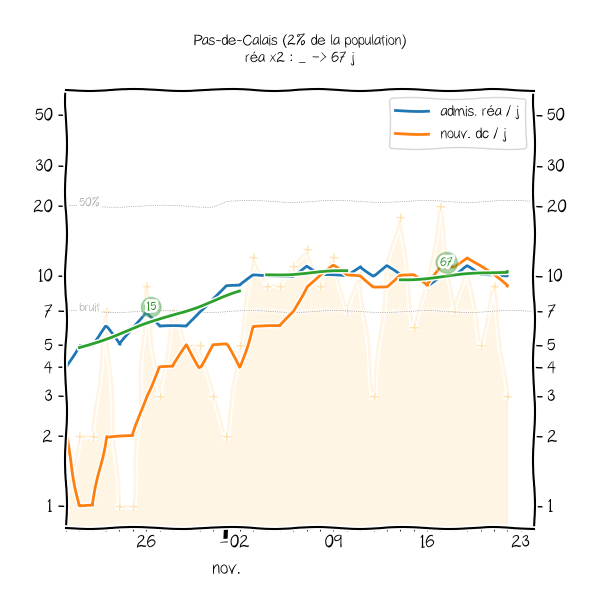 Pas-de-Calais (2% de la population)
réa x2 : _ -> 67 j
admis. réa / j
nouv. dc / j
50 50
30 30
20 20
50%
67
10 10
15
bruit
7 7
5 5
4 4
3 3
2 2
1 1
26 02 09 16 23
nov.